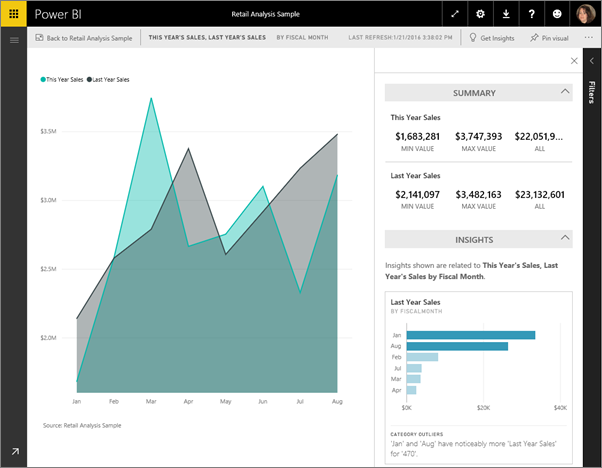 Power BI
Retail Analysis Sample
Back to Retail Analysis Sample
THIS YEAR'S SALES, LAST YEAR'S SALES
BY FISCAL MONTH
LAST REFRESH:1/21/2016 3:38:02 PM
Get Insights
Pin visual
This Year Sales
Last Year Sales
$3.5M
$3.0M
$2.5M
$2.0M
Jan
Feb
Mar
Apr
May
Jun
Jul
Aug
Source: Retail Analysis Sample
SUMMARY
This Year Sales
$1,683,281
$3,747,393
$22,051,9...
MIN VALUE
MAX VALUE
ALL
Last Year Sales
$2,141,097
$3,482,163
$23,132,601
MIN VALUE
MAX VALUE
ALL
INSIGHTS
Insights shown are related to This Year's Sales, Last
Year's Sales by Fiscal Month.
Last Year Sales
BY FISCALMONTH
Jan
Aug
Feb
Jul
Mar
Apr
$0K
$20K
$40K
CATEGORY OUTLIERS
'Jan' and 'Aug' have noticeably more 'Last Year Sales'
for '470'.
Filters